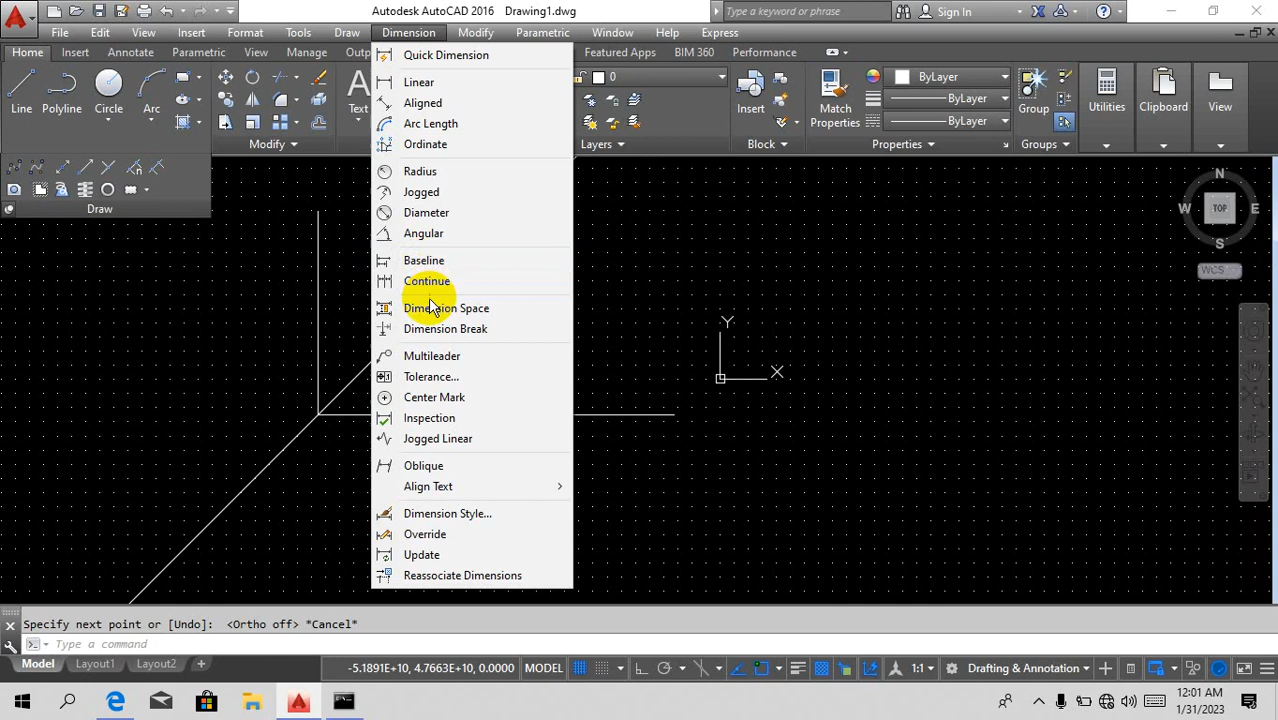 Autodesk AutoCAD 2016 Drawing1.dwg
Type a keyword or phrase
Sign In
File Edit View Insert Format Tools Draw Dimension Modify Parametric Window Help Express
Home Insert Annotate Parametric View Manage Featured Apps BIM 360 Performance
Line Polyline Circle Arc
Text
0
Insert
Match
Properties
ByLayer
ByLayer
ByLayer
Group
Utilities
Clipboard
View
Modify
Layers
Block
Properties
Groups
Draw
Quick Dimension
Linear
Aligned
Arc Length
Ordinate
Radius
Jogged
Diameter
Angular
Baseline
Continue
Dimension Space
Dimension Break
Multileader
Tolerance...
Center Mark
Inspection
Jogged Linear
Oblique
Align Text
Dimension Style...
Override
Update
Reassociate Dimensions
Y
X
N
W TOP E
S
WCS
Specify next point or [Undo]: <Ortho off> *Cancel*
Type a command
Model Layout1 Layout2
-5.1891E+10, 4.7663E+10, 0.0000 MODEL
1:1
Drafting & Annotation
12:01 AM
1/31/2023